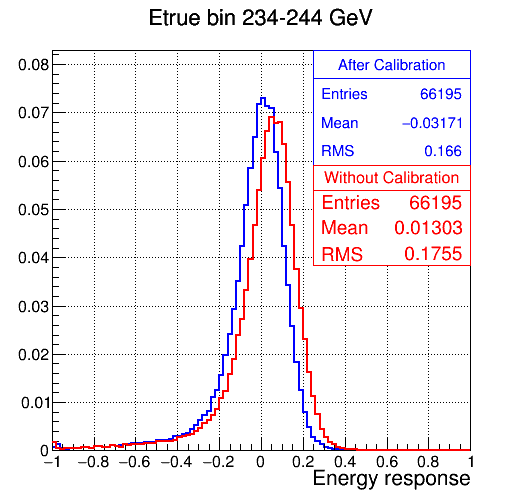 Etrue bin 234-244 GeV
After Calibration
Entries 66195
Mean −0.03171
RMS 0.166
Without Calibration
Entries 66195
Mean 0.01303
RMS 0.1755
0.08
0.07
0.06
0.05
0.04
0.03
0.02
0.01
0
−1 −0.8 −0.6 −0.4 −0.2 0 0.2 0.4 0.6 0.8 1
Energy response